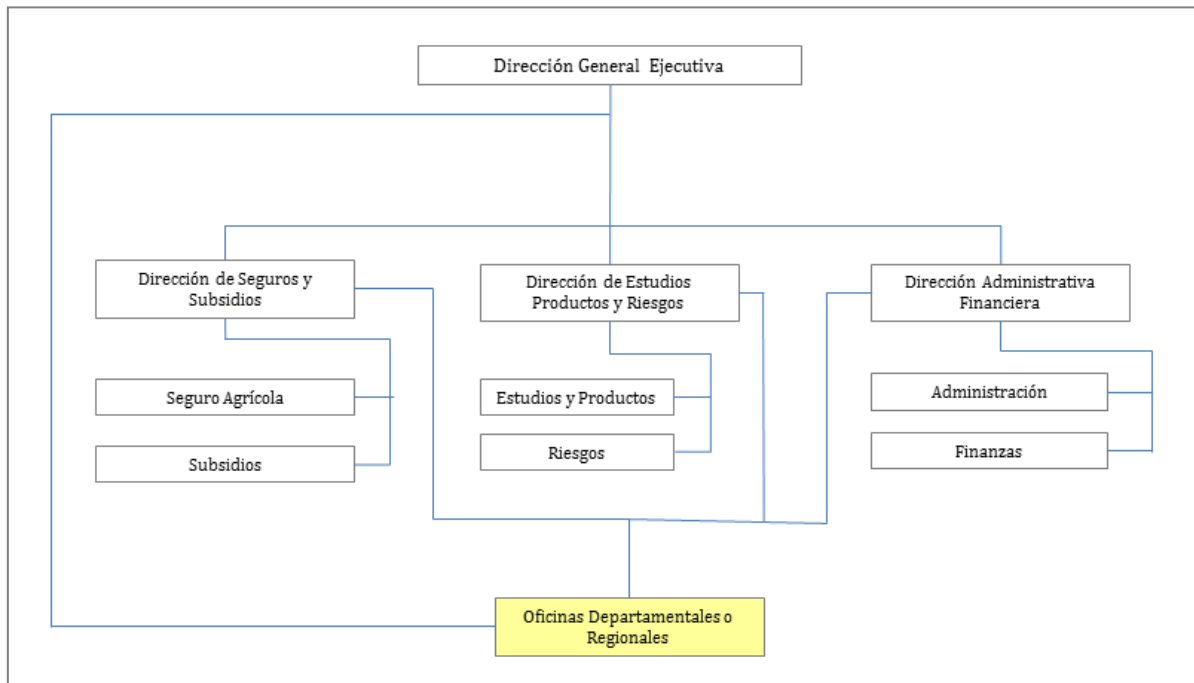 Dirección General Ejecutiva
Dirección de Seguros y
Subsidios
Dirección de Estudios
Productos y Riesgos
Dirección Administrativa
Financiera
Seguro Agrícola
Estudios y Productos
Administración
Subsidios
Riesgos
Finanzas
Oficinas Departamentales o
Regionales